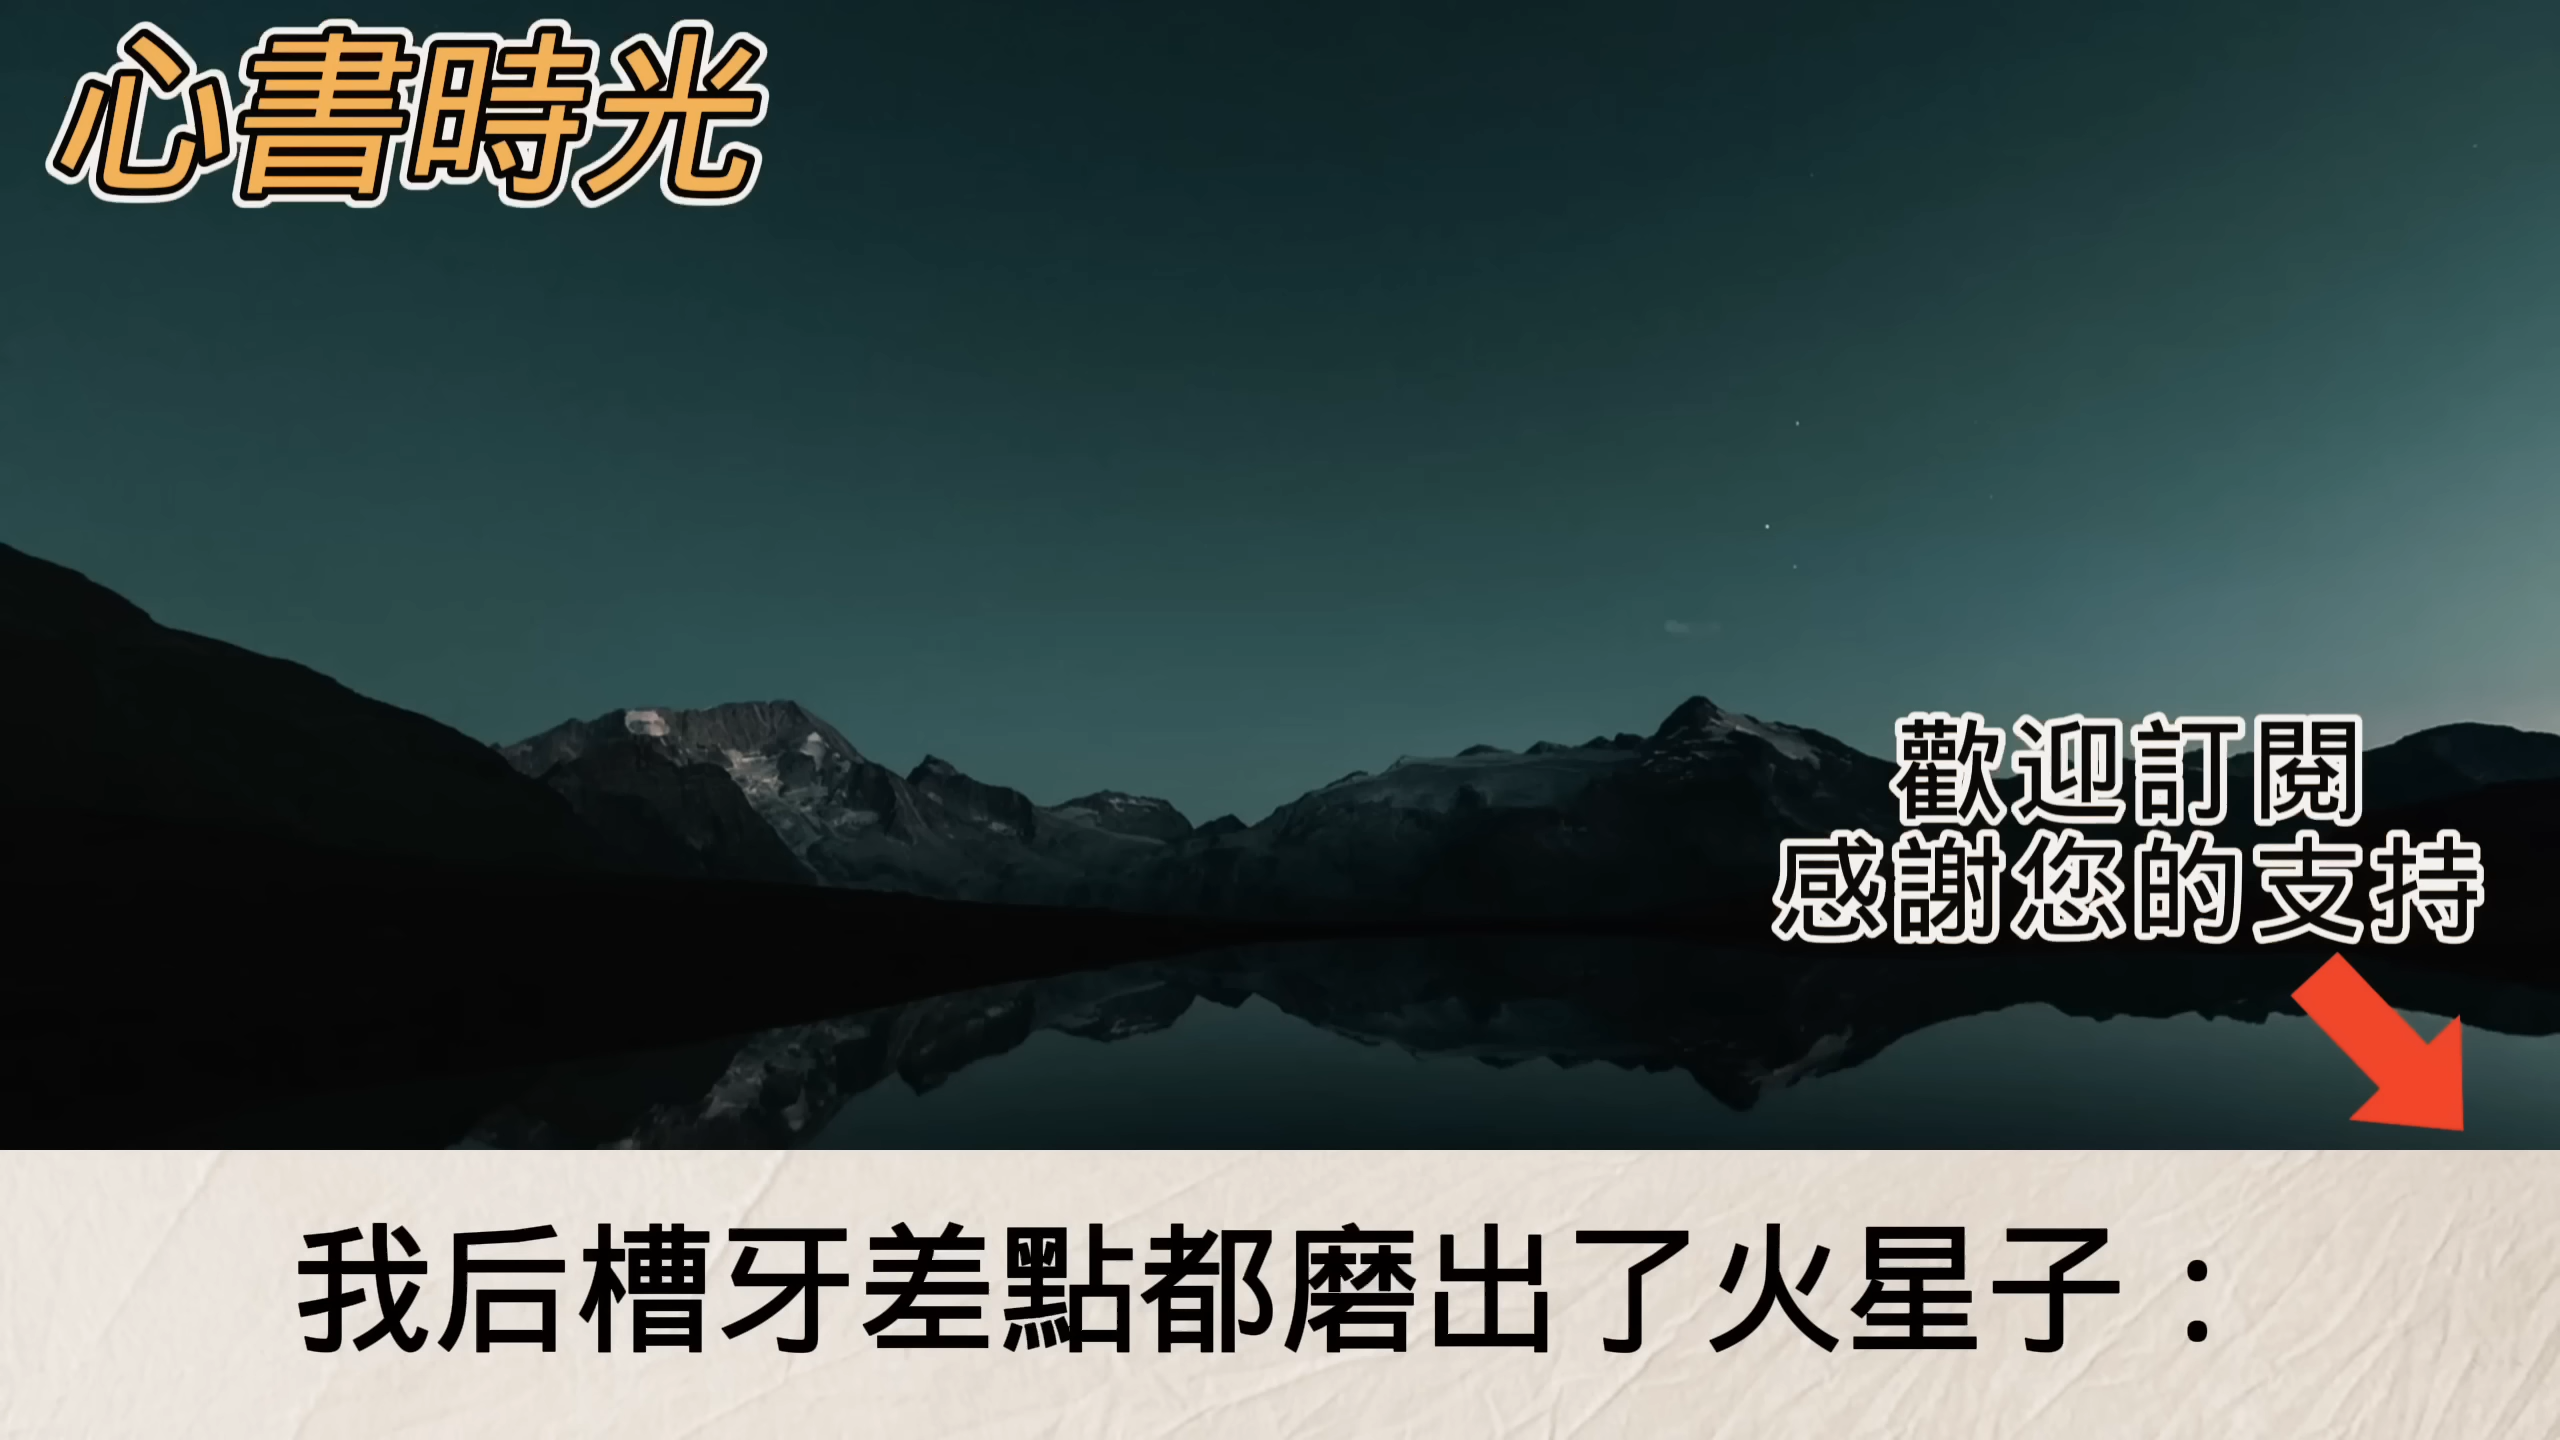 心書時光
歡迎訂閱
感謝您的支持
我后槽牙差點都磨出了火星子：